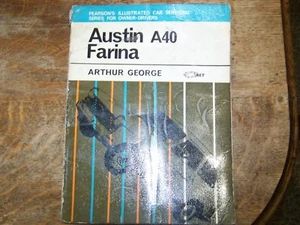 PEARSON'S ILLUSTRATED CAR SERVICING
SERIES FOR OWNER-DRIVERS
Austin A40
Farina
ARTHUR GEORGE